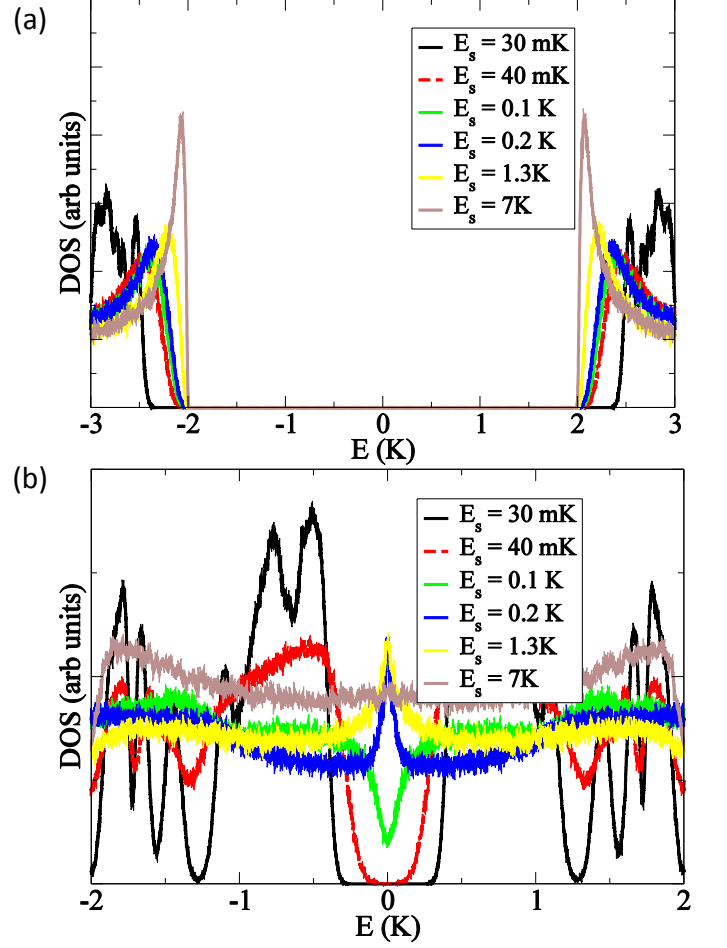 (a)
DOS (arb units)
E_s = 30 mK
E_s = 40 mK
E_s = 0.1 K
E_s = 0.2 K
E_s = 1.3K
E_s = 7K
-3 -2 -1 0 1 2 3
E (K)
(b)
DOS (arb units)
E_s = 30 mK
E_s = 40 mK
E_s = 0.1 K
E_s = 0.2 K
E_s = 1.3K
E_s = 7K
-2 -1 0 1 2
E (K)